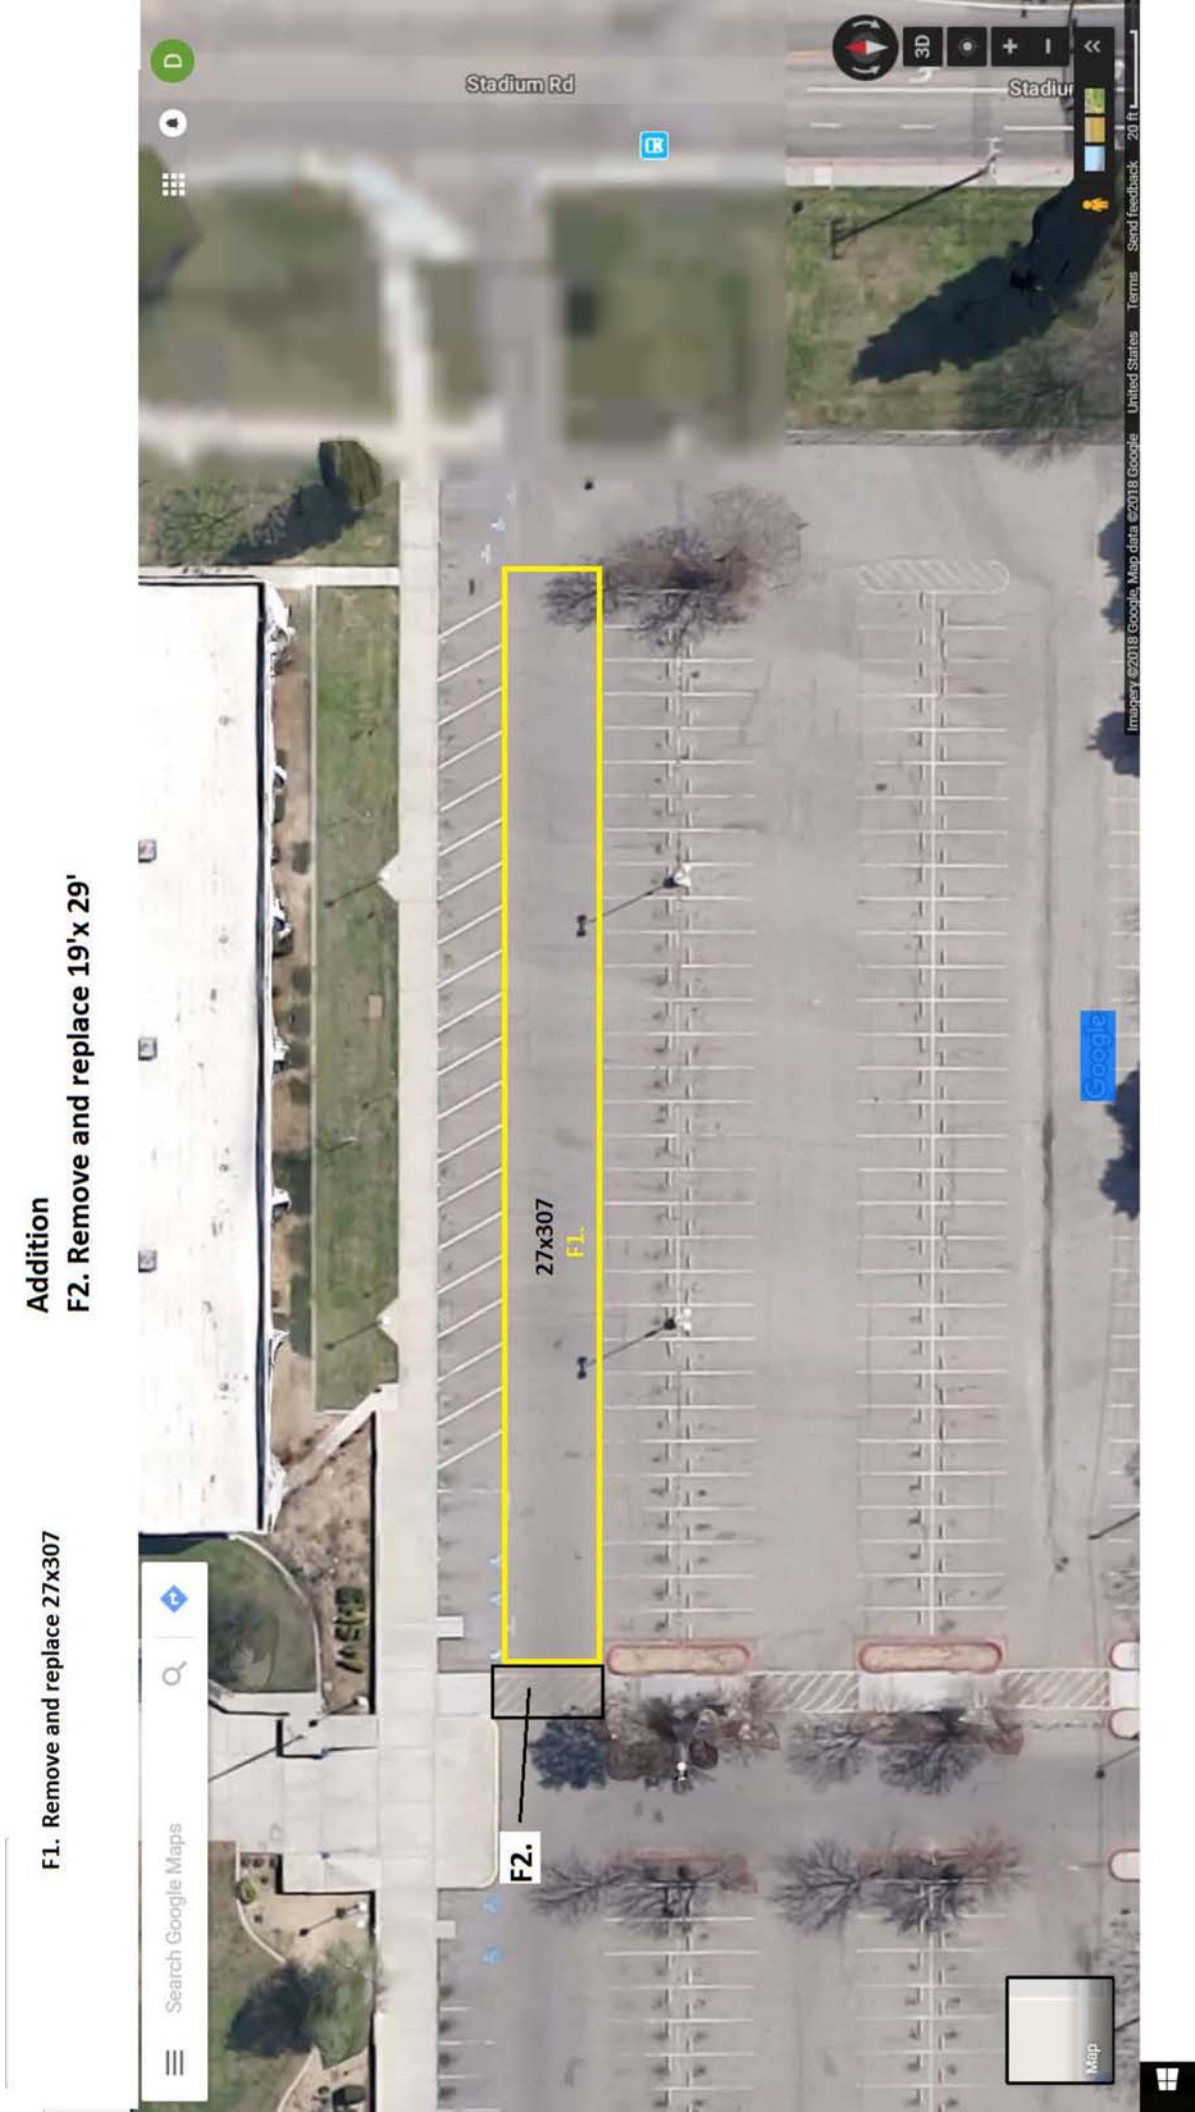 Addition
F1. Remove and replace 27x307
F2. Remove and replace 19'x 29'
Search Google Maps
D
Stadium Rd
27x307
F1.
F2.
3D
Stadiu
Google
Map
Imagery ©2018 Google, Map data ©2018 Google United States Terms Send feedback 20 ft